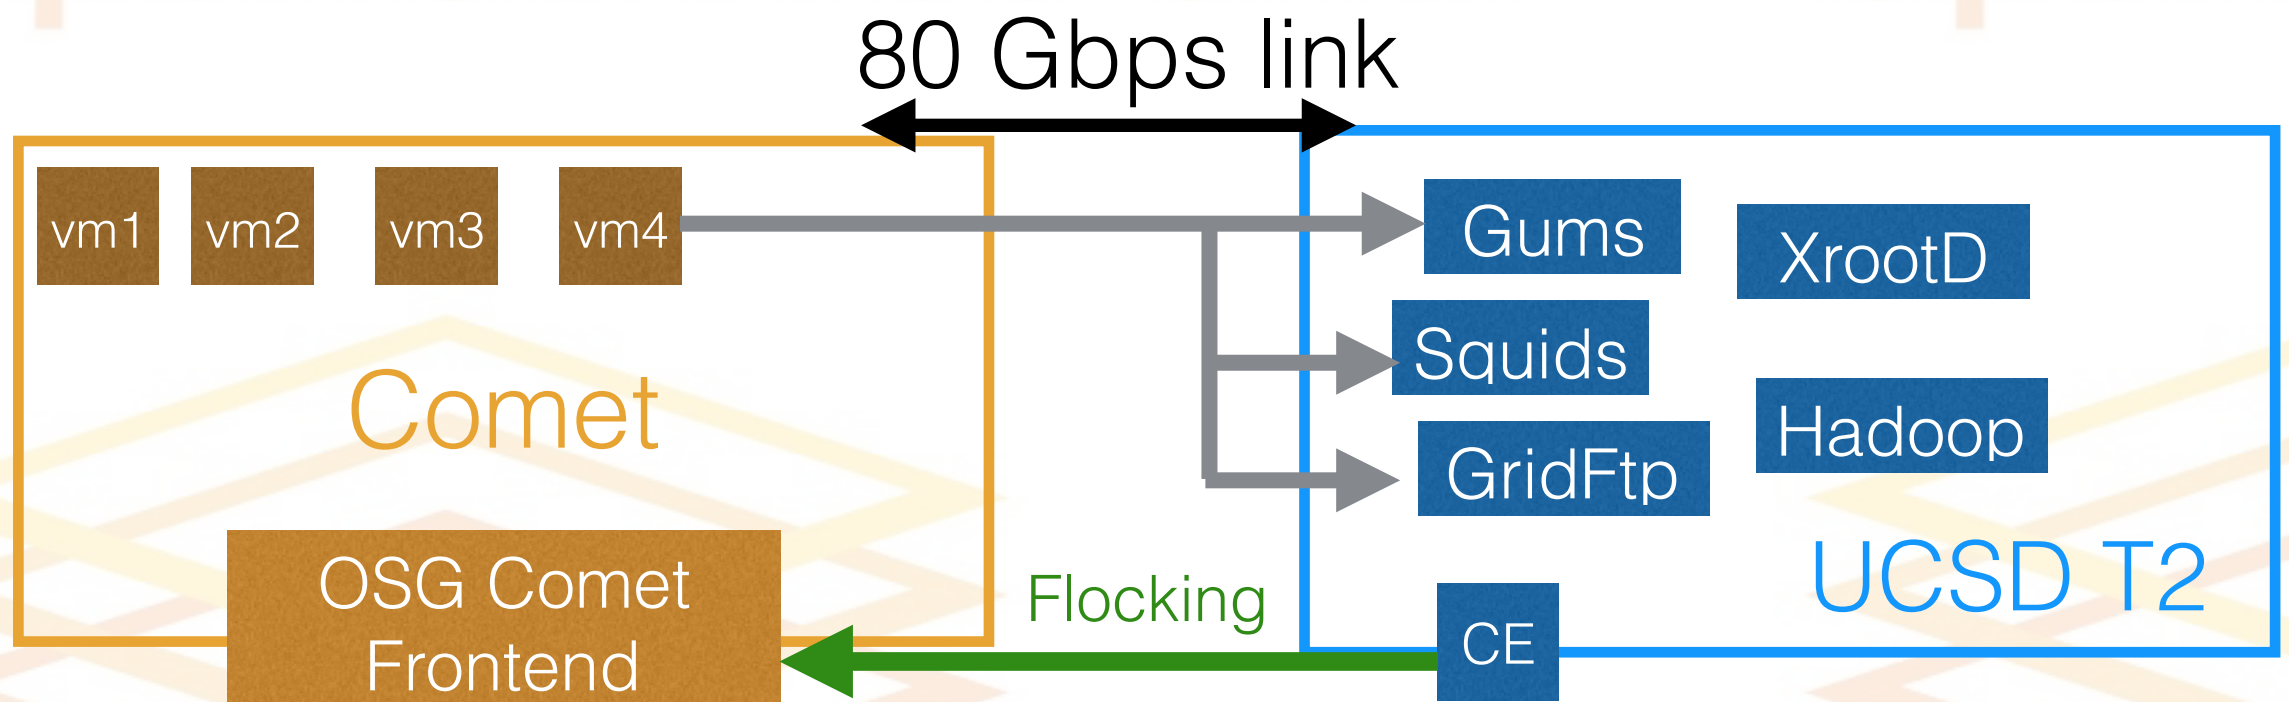 80 Gbps link
vm1
vm2
vm3
vm4
Comet
OSG Comet
Frontend
Flocking
Gums
XrootD
Squids
Hadoop
GridFtp
UCSD T2
CE